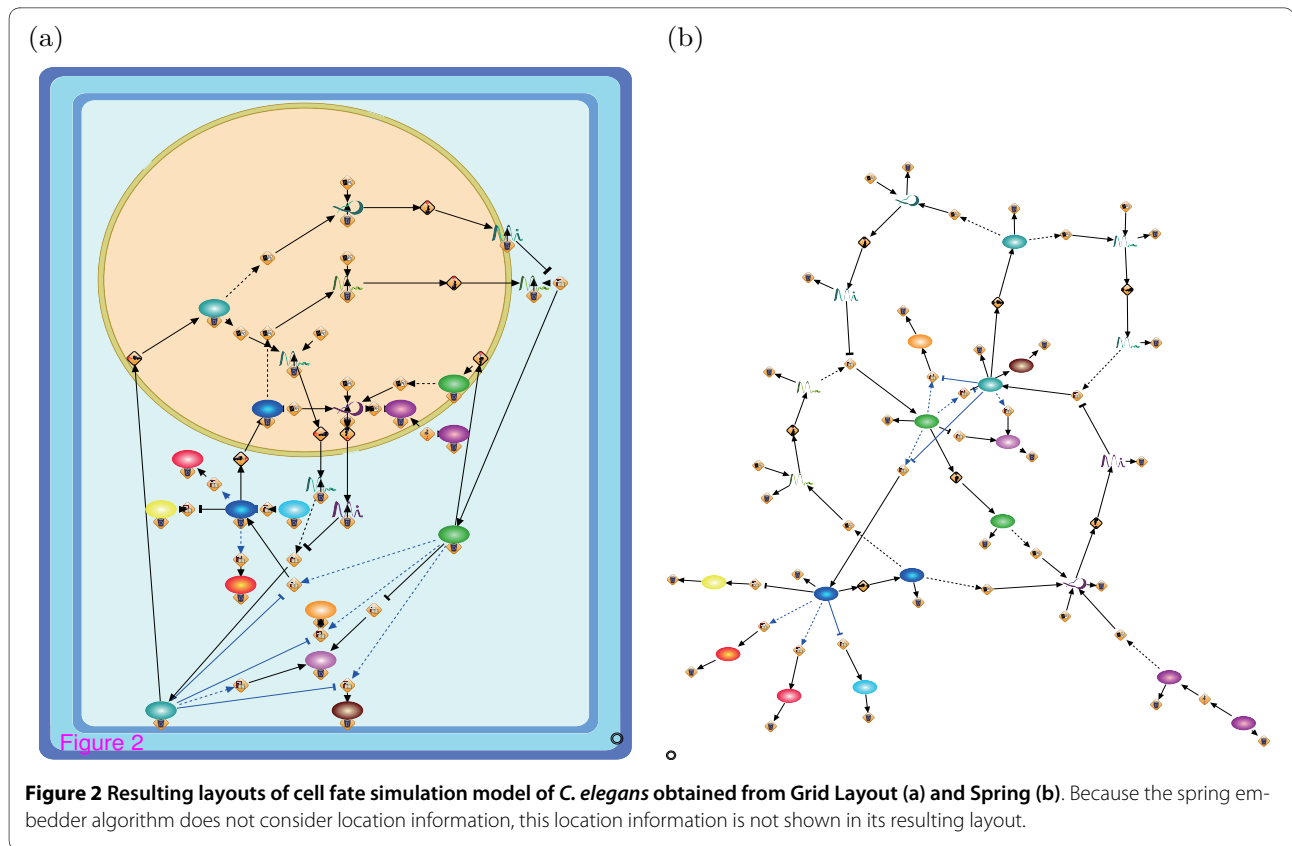 (a)
(b)
Figure 2
Figure 2 Resulting layouts of cell fate simulation model of C. elegans obtained from Grid Layout (a) and Spring (b). Because the spring em-
bedder algorithm does not consider location information, this location information is not shown in its resulting layout.